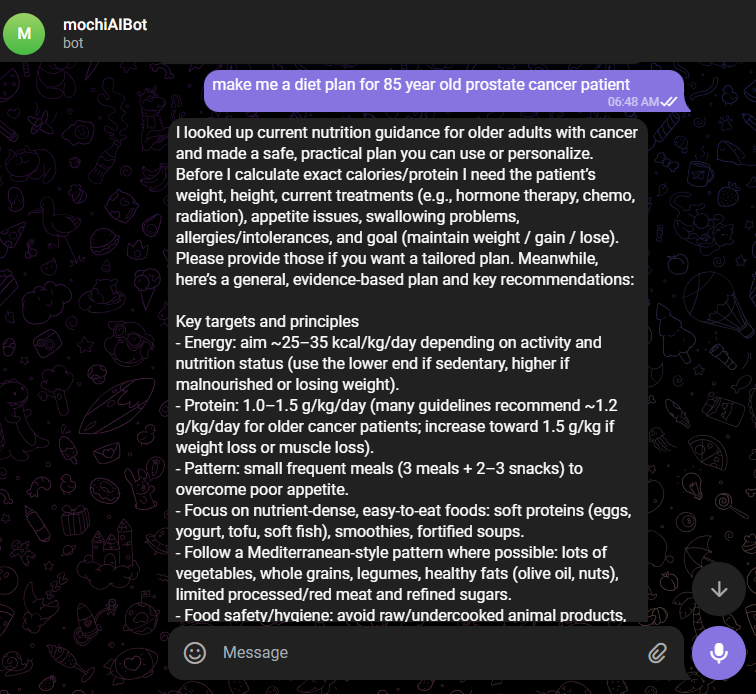 M
mochiAIBot
bot
make me a diet plan for 85 year old prostate cancer patient
06:48 AM
I looked up current nutrition guidance for older adults with cancer
and made a safe, practical plan you can use or personalize.
Before I calculate exact calories/protein I need the patient's
weight, height, current treatments (e.g., hormone therapy, chemo,
radiation), appetite issues, swallowing problems,
allergies/intolerances, and goal (maintain weight / gain / lose).
Please provide those if you want a tailored plan. Meanwhile,
here's a general, evidence-based plan and key recommendations:
Key targets and principles
- Energy: aim ~25–35 kcal/kg/day depending on activity and
nutrition status (use the lower end if sedentary, higher if
malnourished or losing weight).
- Protein: 1.0–1.5 g/kg/day (many guidelines recommend ~1.2
g/kg/day for older cancer patients; increase toward 1.5 g/kg if
weight loss or muscle loss).
- Pattern: small frequent meals (3 meals + 2–3 snacks) to
overcome poor appetite.
- Focus on nutrient-dense, easy-to-eat foods: soft proteins (eggs,
yogurt, tofu, soft fish), smoothies, fortified soups.
- Follow a Mediterranean-style pattern where possible: lots of
vegetables, whole grains, legumes, healthy fats (olive oil, nuts),
limited processed/red meat and refined sugars.
- Food safety/hygiene: avoid raw/undercooked animal products,
Message